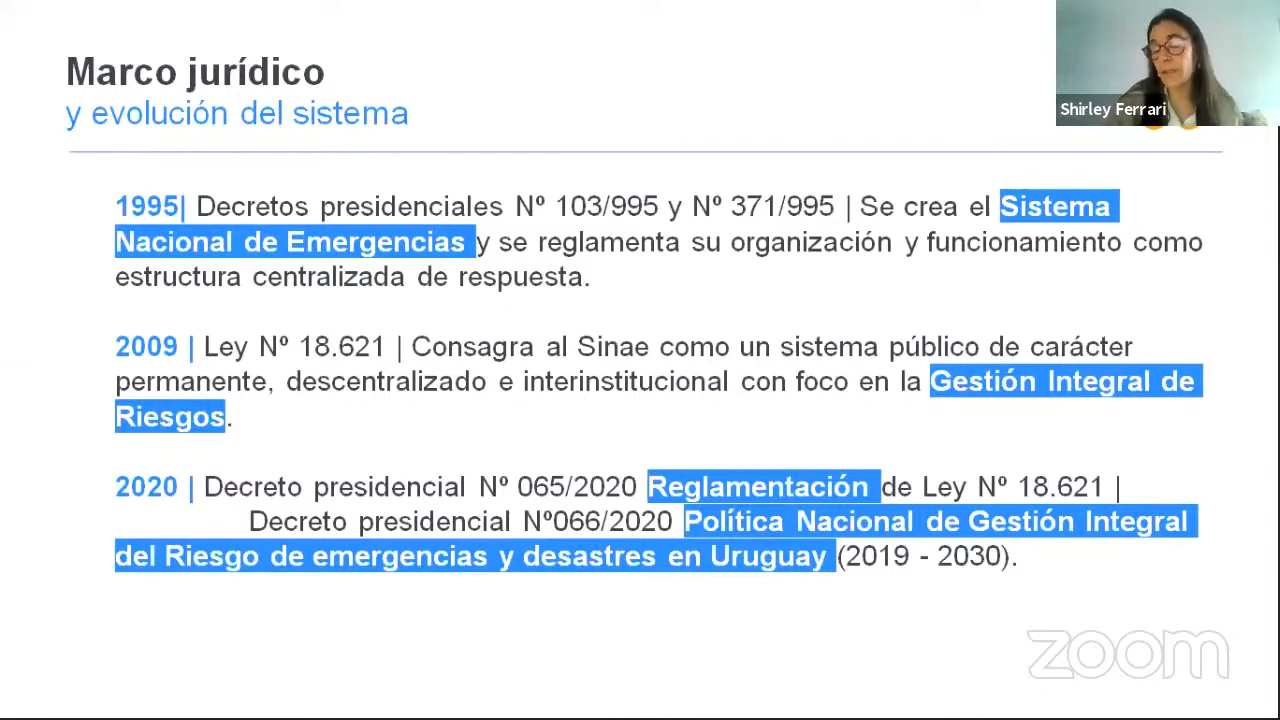 Marco jurídico
y evolución del sistema
Shirley Ferrari
1995| Decretos presidenciales Nº 103/995 y Nº 371/995 | Se crea el Sistema
Nacional de Emergencias y se reglamenta su organización y funcionamiento como
estructura centralizada de respuesta.
2009 | Ley Nº 18.621 | Consagra al Sinae como un sistema público de carácter
permanente, descentralizado e interinstitucional con foco en la Gestión Integral de
Riesgos.
2020 | Decreto presidencial Nº 065/2020 Reglamentación de Ley Nº 18.621 |
Decreto presidencial Nº066/2020 Política Nacional de Gestión Integral
del Riesgo de emergencias y desastres en Uruguay (2019 - 2030).
zoom